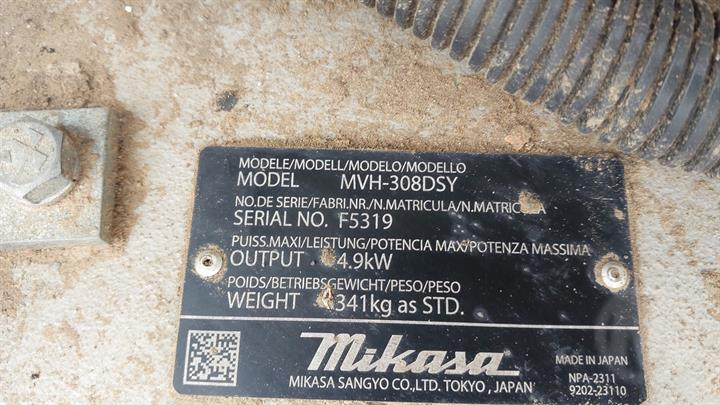 MODELE/MODELL/MODELO/MODELLO
MODEL MVH-308DSY
NO.DE SERIE/FABRI.NR/N.MATRICULA/N.MATRICULA
SERIAL NO. F5319
PUISS.MAXI/LEISTUNG/POTENCIA MAX/POTENZA MASSIMA
OUTPUT 4.9kW
POIDS/BETRIEBSGEWICHT/PESO/PESO
WEIGHT 341kg as STD.
mikasa
MADE IN JAPAN
MIKASA SANGYO CO.,LTD. TOKYO , JAPAN
NPA-2311
9202-23110